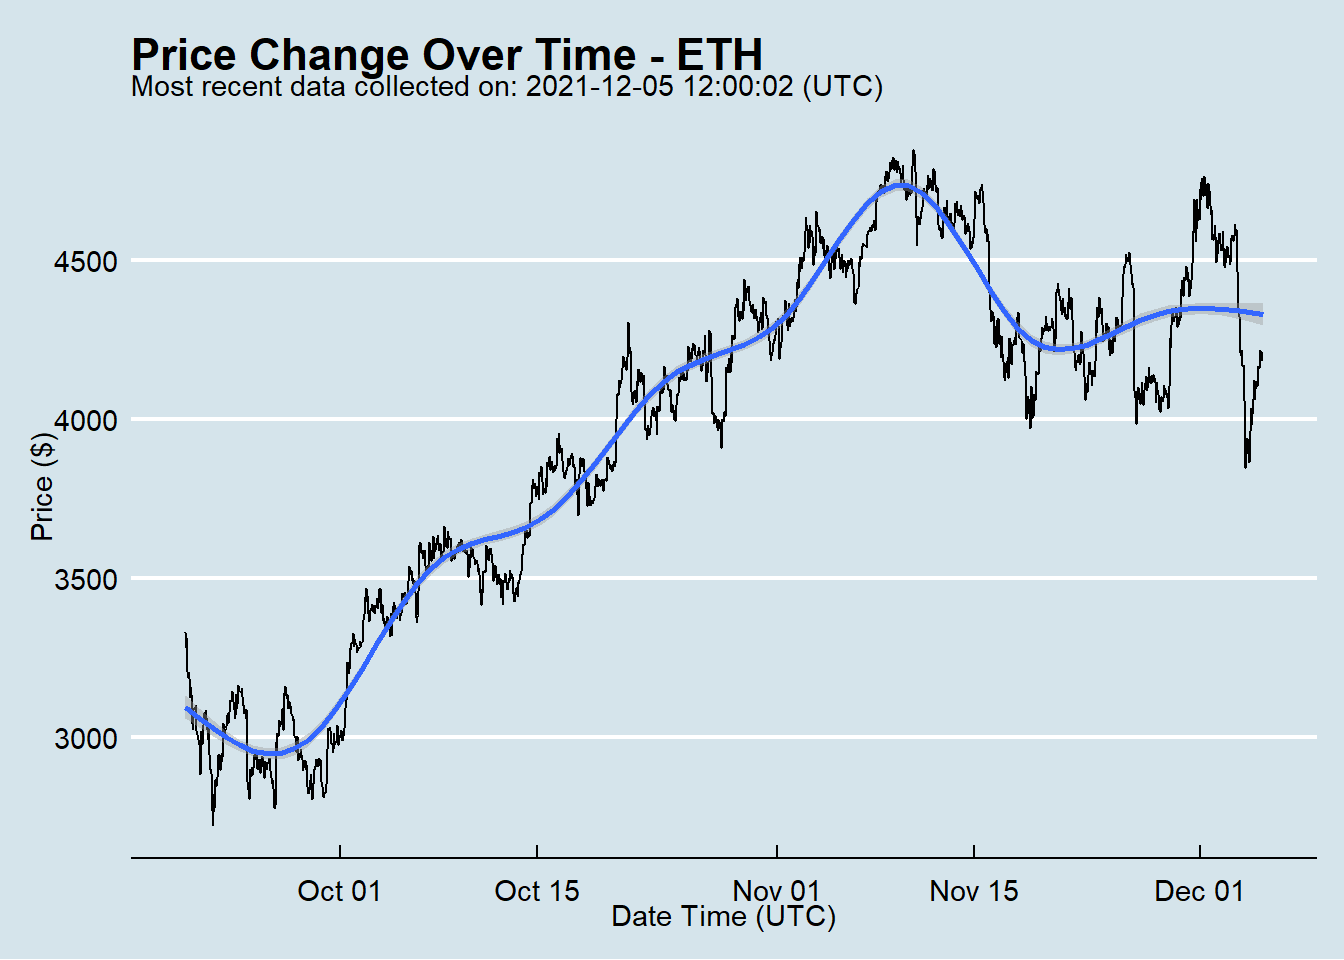 Price Change Over Time - ETH
Most recent data collected on: 2021-12-05 12:00:02 (UTC)
Price ($)
4500
4000
3500
3000
Oct 01
Oct 15
Nov 01
Nov 15
Dec 01
Date Time (UTC)